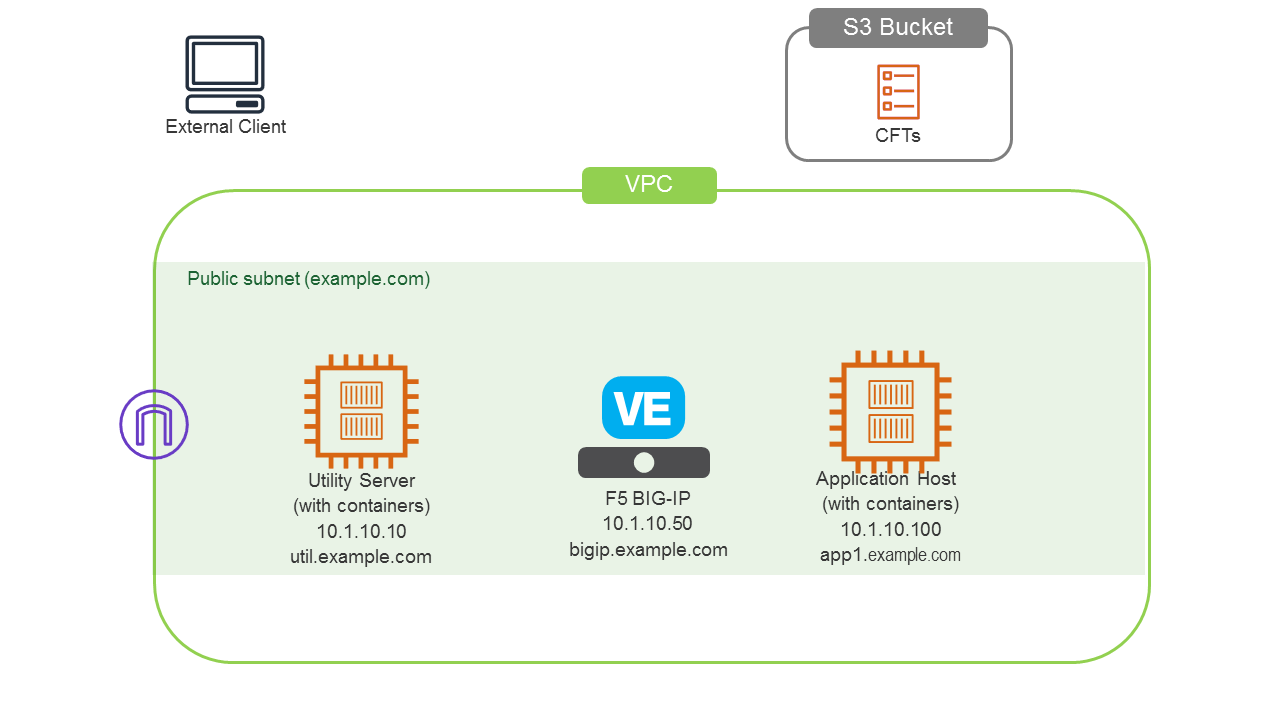 S3 Bucket
External Client
CFTs
VPC
Public subnet (example.com)
Utility Server
(with containers)
10.1.10.10
util.example.com
VE
F5 BIG-IP
10.1.10.50
bigip.example.com
Application Host
(with containers)
10.1.10.100
app1.example.com